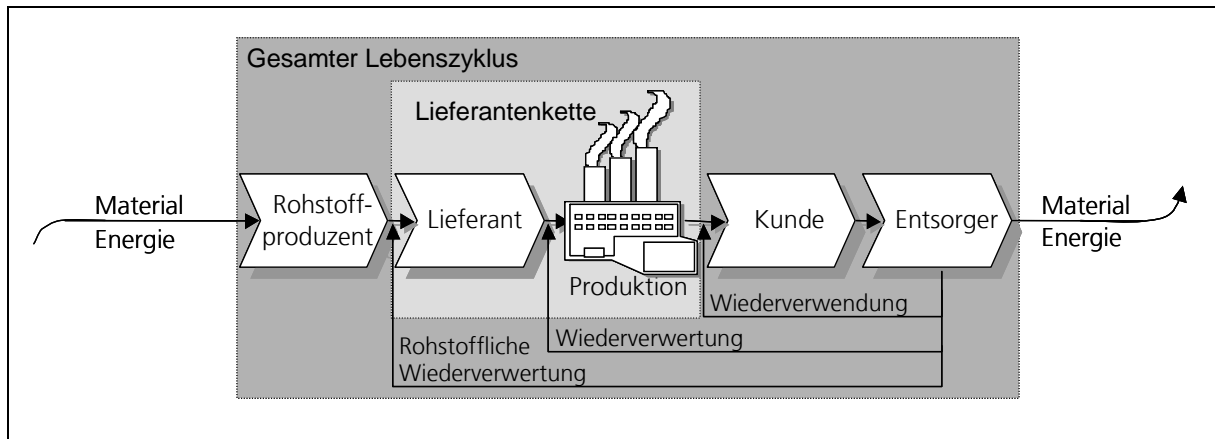 Gesamter Lebenszyklus
Lieferantenkette
Material
Energie
Rohstoff-
produzent
Lieferant
Produktion
Kunde
Entsorger
Material
Energie
Wiederverwendung
Wiederverwertung
Rohstoffliche
Wiederverwertung